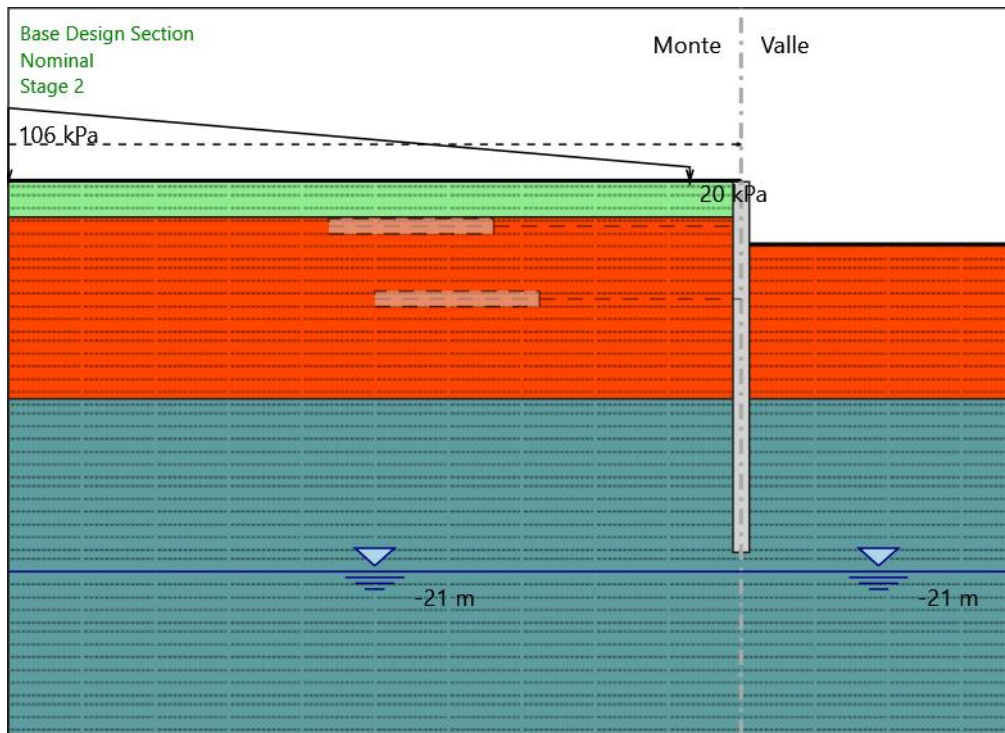 Base Design Section
Nominal
Stage 2
Monte
Valle
106 kPa
20 kPa
-21 m
-21 m